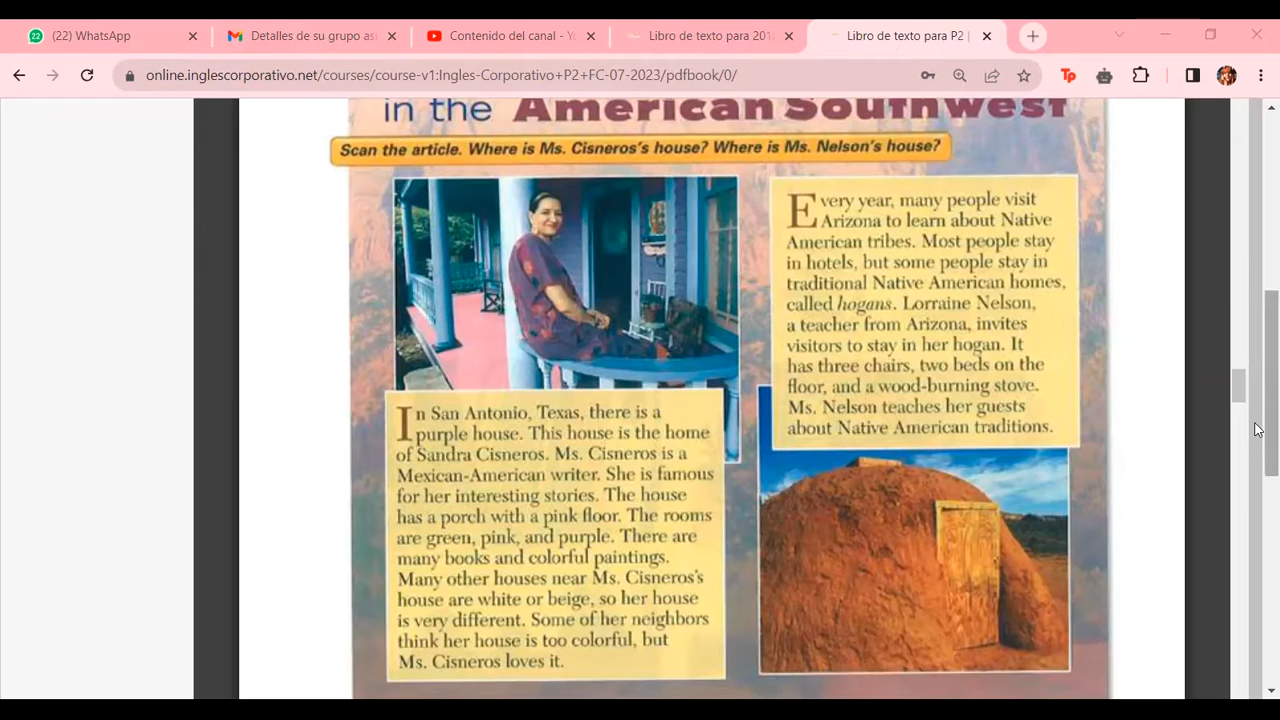 (22) WhatsApp
Detalles de su grupo as
Contenido del canal - Yo
Libro de texto para 201
Libro de texto para P2 |
online.inglescorporativo.net/courses/course-v1:Ingles-Corporativo+P2+FC-07-2023/pdfbook/0/
in the American Southwest
Scan the article. Where is Ms. Cisneros's house? Where is Ms. Nelson's house?
In San Antonio, Texas, there is a
purple house. This house is the home
of Sandra Cisneros. Ms. Cisneros is a
Mexican-American writer. She is famous
for her interesting stories. The house
has a porch with a pink floor. The rooms
are green, pink, and purple. There are
many books and colorful paintings.
Many other houses near Ms. Cisneros's
house are white or beige, so her house
is very different. Some of her neighbors
think her house is too colorful, but
Ms. Cisneros loves it.
Every year, many people visit
Arizona to learn about Native
American tribes. Most people stay
in hotels, but some people stay in
traditional Native American homes,
called hogans. Lorraine Nelson,
a teacher from Arizona, invites
visitors to stay in her hogan. It
has three chairs, two beds on the
floor, and a wood-burning stove.
Ms. Nelson teaches her guests
about Native American traditions.